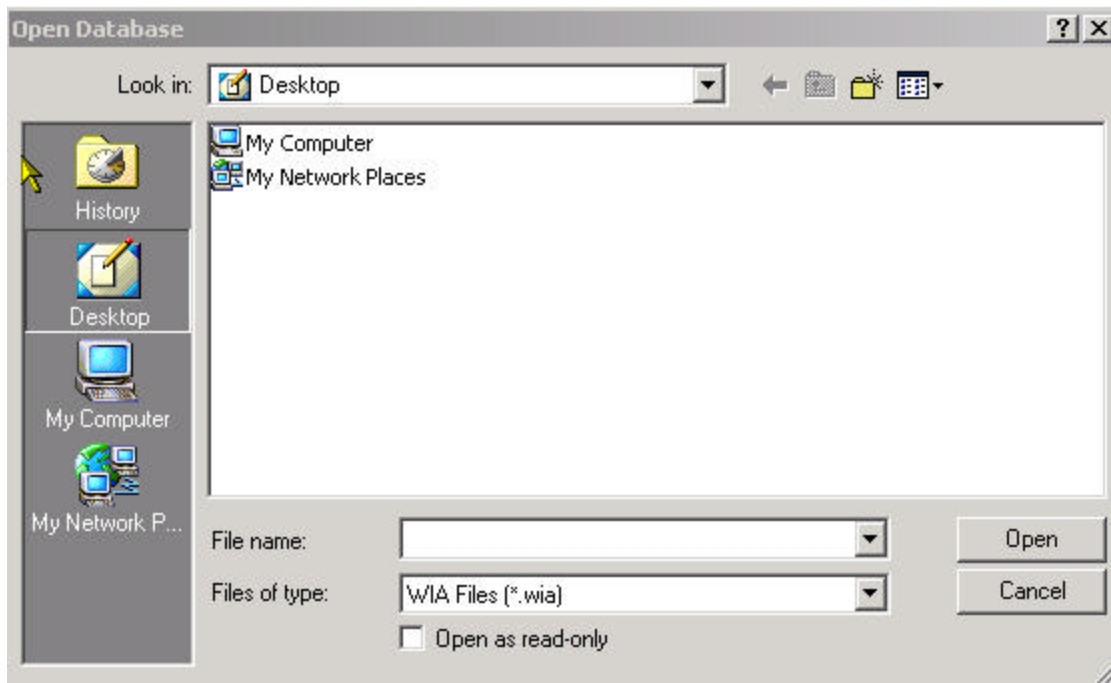 Open Database
Look in: Desktop
My Computer
My Network Places
History
Desktop
My Computer
My Network P...
File name:
Open
Files of type: WIA Files (*.wia)
Cancel
Open as read-only